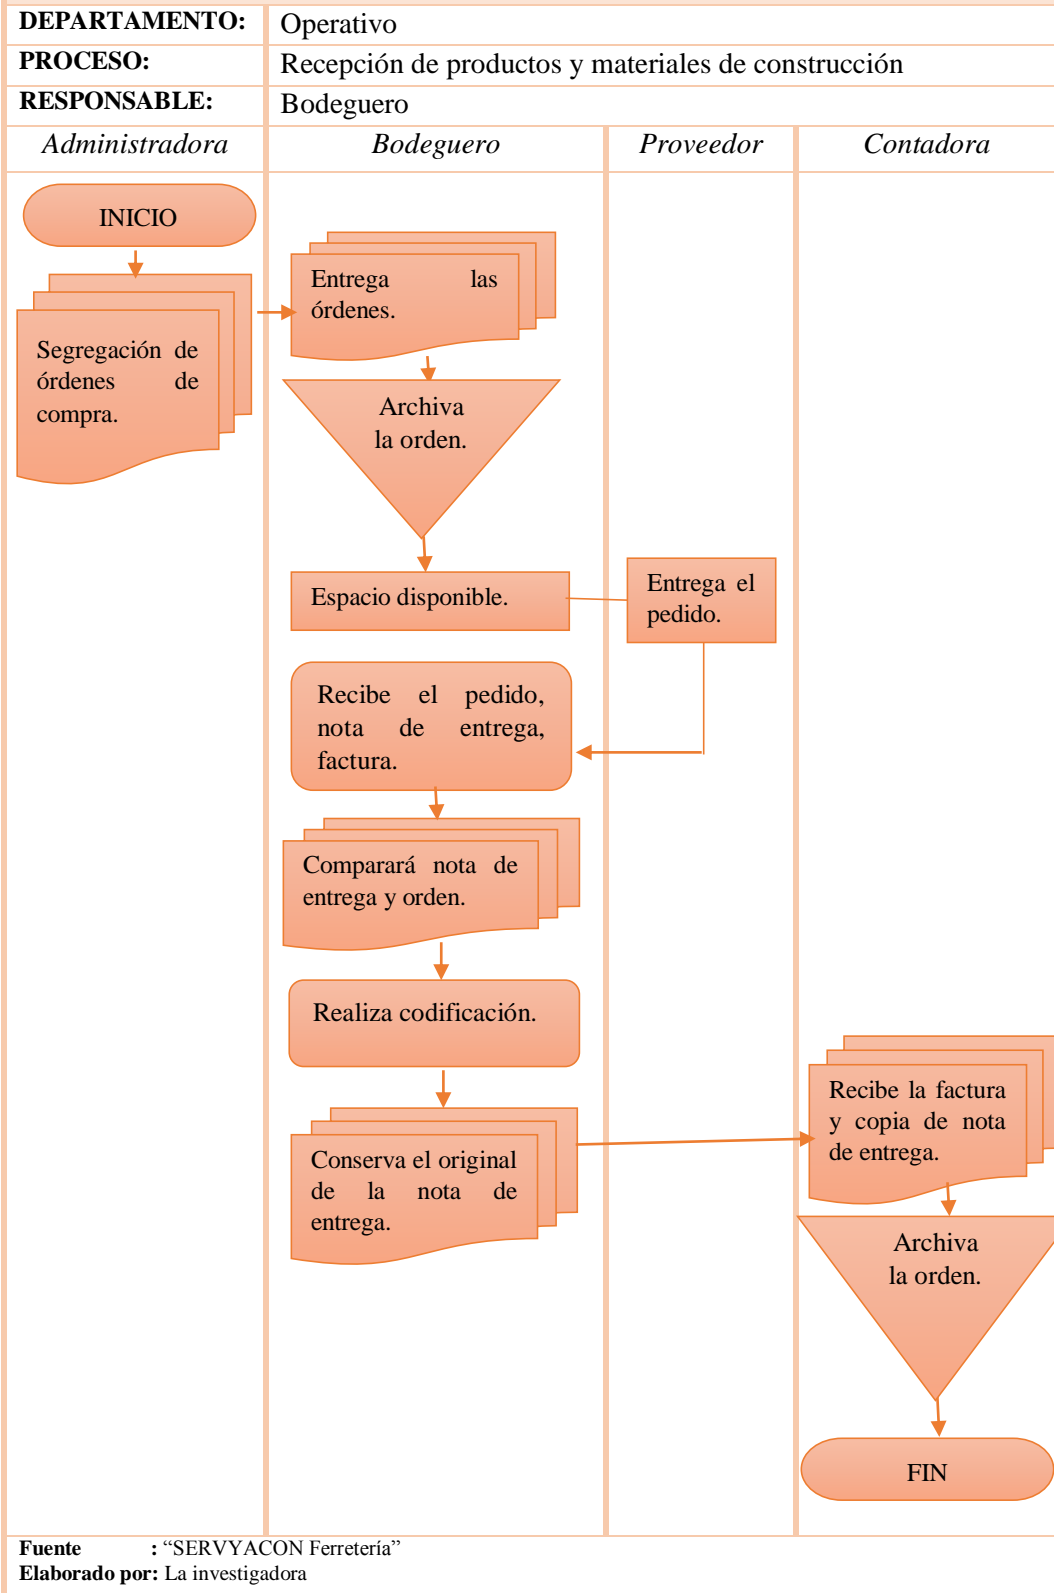 DEPARTAMENTO: Operativo
PROCESO: Recepción de productos y materiales de construcción
RESPONSABLE: Bodeguero
Administradora Bodeguero Proveedor Contadora
INICIO
Segregación de
órdenes de
compra.
Entrega las
órdenes.
Archiva
la orden.
Espacio disponible.
Entrega el
pedido.
Recibe el pedido,
nota de entrega,
factura.
Comparará nota de
entrega y orden.
Realiza codificación.
Conserva el original
de la nota de
entrega.
Recibe la factura
y copia de nota
de entrega.
Archiva
la orden.
FIN
Fuente : “SERVYACON Ferretería”
Elaborado por: La investigadora